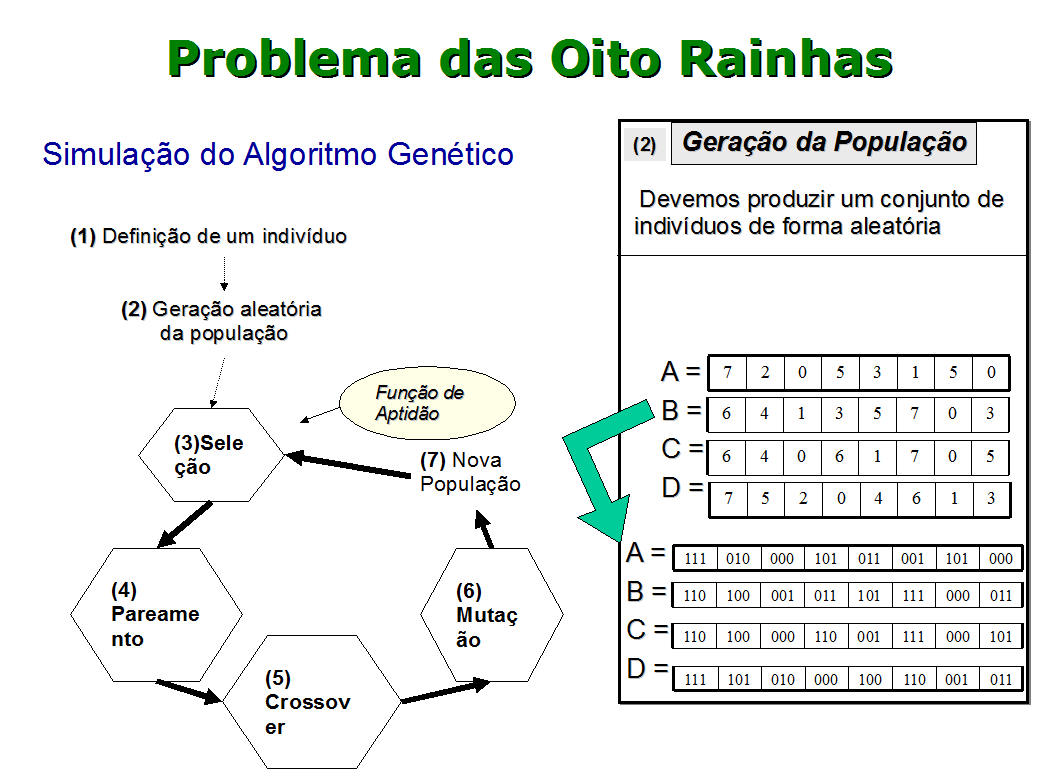 Problema das Oito Rainhas
Simulação do Algoritmo Genético
(1) Definição de um indivíduo
(2) Geração aleatória
da população
Função de
Aptidão
(3)Sele
ção
(7) Nova
População
(4)
Pareame
nto
(6)
Mutaç
ão
(5)
Crossov
er
(2) Geração da População
Devemos produzir um conjunto de
indivíduos de forma aleatória
A = 7 2 0 5 3 1 5 0
B = 6 4 1 3 5 7 0 3
C = 6 4 0 6 1 7 0 5
D = 7 5 2 0 4 6 1 3
A = 111 010 000 101 011 001 101 000
B = 110 100 001 011 101 111 000 011
C = 110 100 000 110 001 111 000 101
D = 111 101 010 000 100 110 001 011